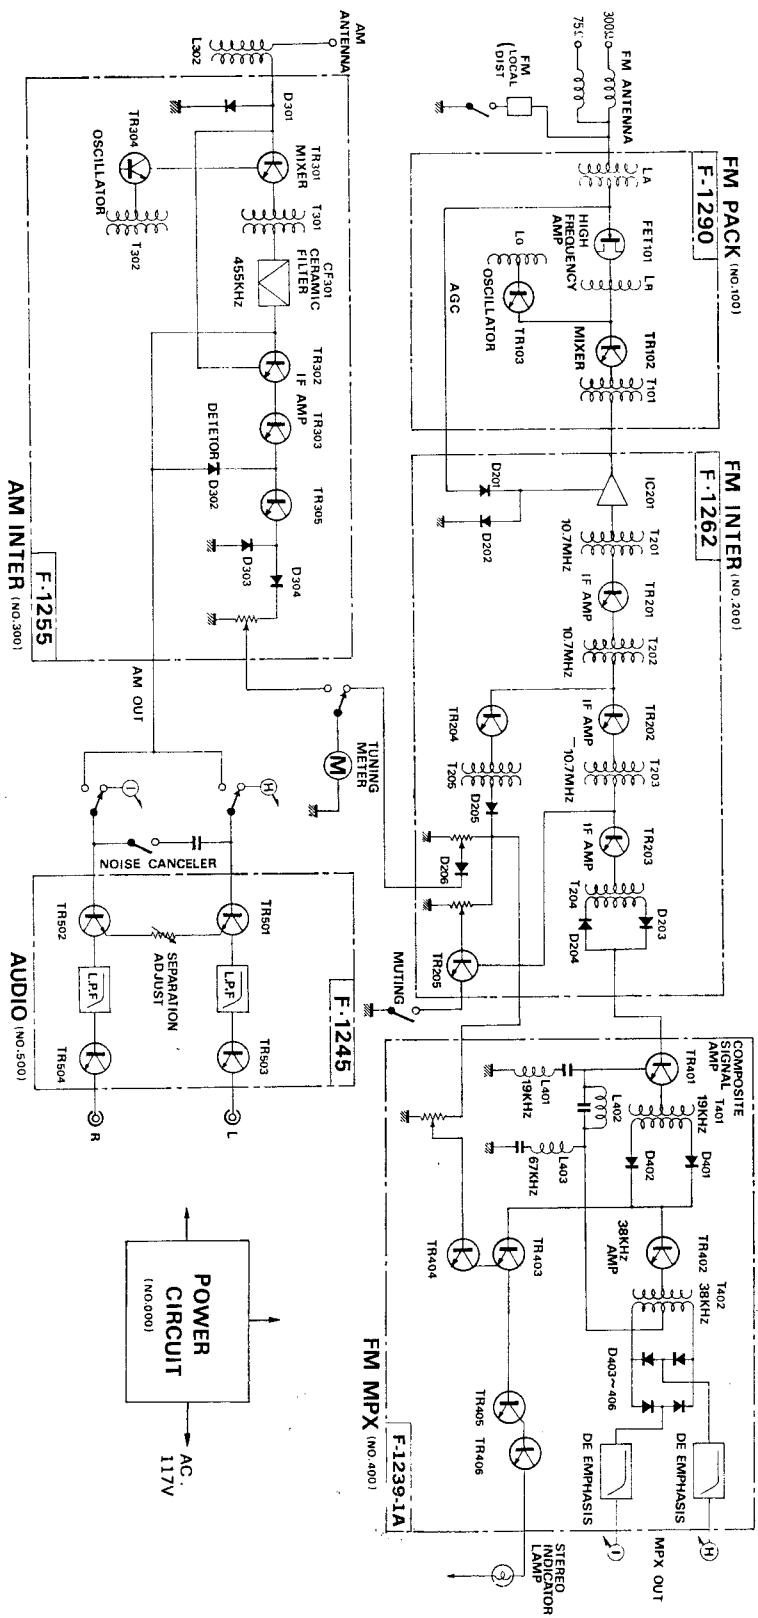 FM PACK (NO.100)
F-1290
FM ANTENNA
300Ω
75Ω
FM
LOCAL
DIST
LA
FET101
HIGH
FREQUENCY
AMP
LR
TR102
MIXER
T101
LO
TR103
OSCILLATOR
AGC
FM INTER (NO.200)
F-1262
IC201
T201
10.7MHz
TR201
IF AMP
T202
10.7MHz
TR202
IF AMP
T203
10.7MHz
TR203
IF AMP
T204
D203
D204
D201
D202
TR204
T205
D205
D206
TR205
MUTING
COMPOSITE
SIGNAL
AMP
TR401
T401
19KHz
D401
D402
L401
19KHz
L402
L403
67KHz
TR402
38KHz
AMP
T402
38KHz
D403~406
DE EMPHASIS
DE EMPHASIS
H
I
MPX OUT
TR403
TR404
TR405
TR406
STEREO
INDICATOR
LAMP
FM MPX (NO.400)
F-1239-1A
AM
ANTENNA
L302
D301
TR301
MIXER
TR304
OSCILLATOR
T301
T302
CF301
CERAMIC
FILTER
455KHz
TR302
IF AMP
TR303
DETETOR
D302
TR305
D303
D304
AM INTER (NO.300)
F-1255
AM OUT
TUNING
METER
M
H
I
NOISE CANCELER
TR501
TR502
SEPARATION
ADJUST
L.P.F
L.P.F
TR503
TR504
L
R
F-1245
AUDIO (NO.500)
POWER
CIRCUIT
(NO.000)
AC.
117V